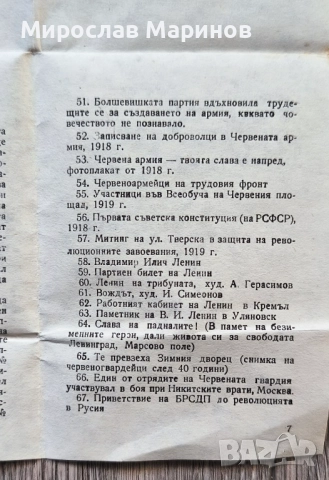 Мирослав Маринов
51. Болшевишката партия вдъхновила трудещите се за създаването на армия, каквато човечеството не познавало.
52. Записване на доброволци в Червената армия, 1918 г.
53. Червена армия — твоята слава е напред, фотоплакат от 1918 г.
54. Червеноармейци на трудовия фронт
55. Участници във Всеобуча на Червения площад, 1919 г.
56. Първата съветска конституция (на РСФСР), 1918 г.
57. Митинг на ул. Тверска в защита на революционните завоевания, 1919 г.
58. Владимир Илич Ленин
59. Партиен билет на Ленин
60. Ленин на трибуната, худ. А. Герасимов
61. Вождът, худ. И. Симеонов
62. Работният кабинет на Ленин в Кремъл
63. Паметник на В. И. Ленин в Уляновск
64. Слава на падналите! (В памет на безименните герои, дали живота си за свободата Ленинград, Марсово поле)
65. Те превзеха Зимния дворец (снимка на червеногвардейци след 40 години)
66. Един от отрядите на Червената гвардия участвувал в боя при Никитските врати, Москва.
67. Приветствие на БРСДП до революцията в Русия
7
BAZAR